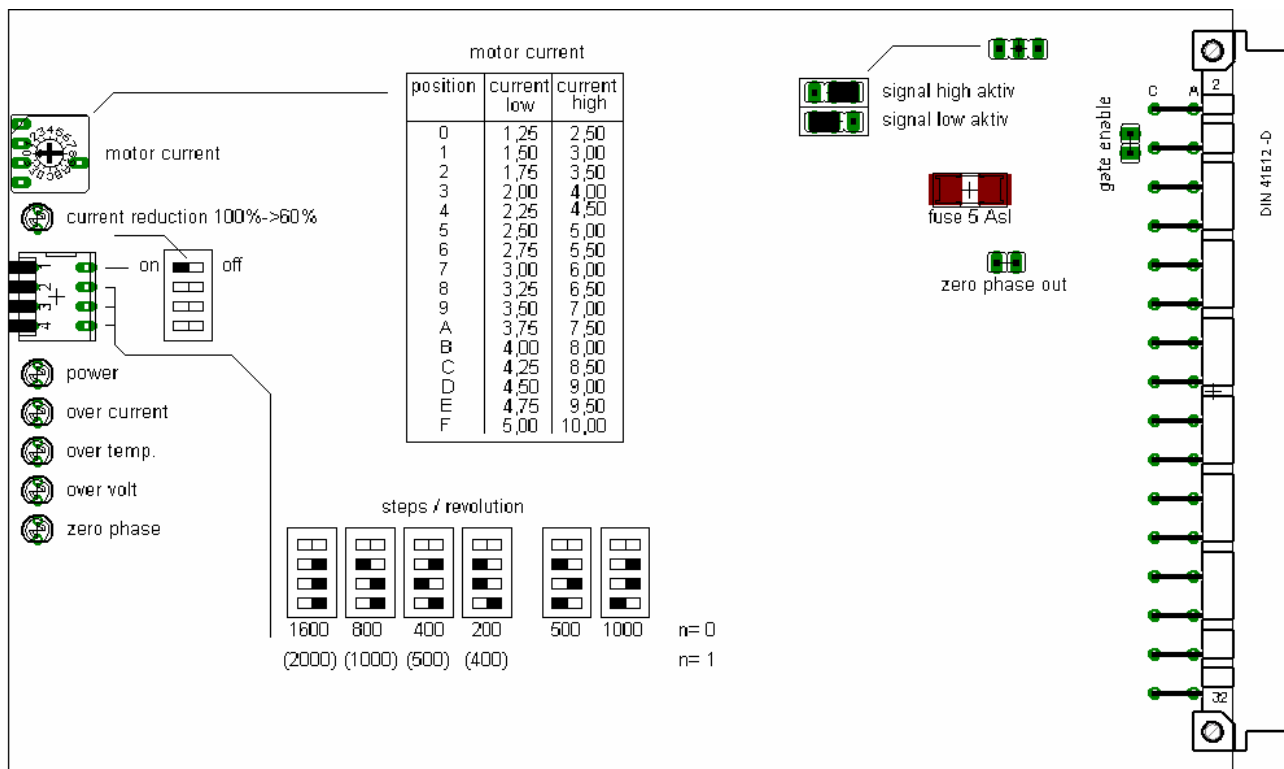 motor current
position current current
low high
0 1,25 2,50
1 1,50 3,00
2 1,75 3,50
3 2,00 4,00
4 2,25 4,50
5 2,50 5,00
6 2,75 5,50
7 3,00 6,00
8 3,25 6,50
9 3,50 7,00
A 3,75 7,50
B 4,00 8,00
C 4,25 8,50
D 4,50 9,00
E 4,75 9,50
F 5,00 10,00
motor current
current reduction 100%->60%
on off
1
2
3
4
power
over current
over temp.
over volt
zero phase
steps / revolution
1600 800 400 200 500 1000 n= 0
(2000) (1000) (500) (400) n= 1
signal high aktiv
signal low aktiv
fuse 5 Asl
zero phase out
gate enable
C A 2
32
DIN 41612 -D